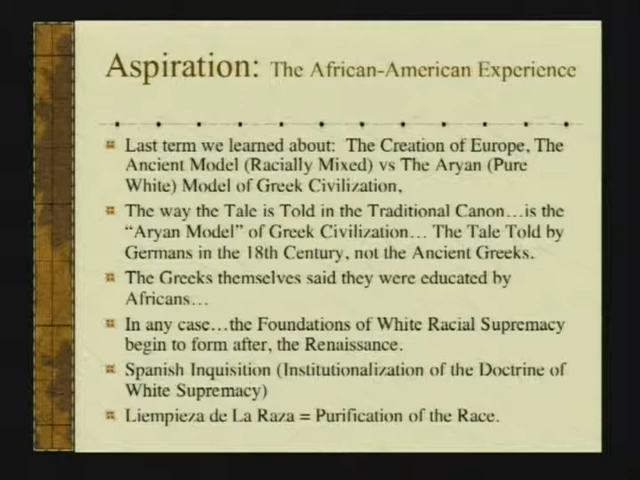 Aspiration: The African-American Experience
Last term we learned about: The Creation of Europe, The
Ancient Model (Racially Mixed) vs The Aryan (Pure
White) Model of Greek Civilization,
The way the Tale is Told in the Traditional Canon…is the
“Aryan Model” of Greek Civilization… The Tale Told by
Germans in the 18th Century, not the Ancient Greeks.
The Greeks themselves said they were educated by
Africans…
In any case…the Foundations of White Racial Supremacy
begin to form after, the Renaissance.
Spanish Inquisition (Institutionalization of the Doctrine of
White Supremacy)
Liempieza de La Raza = Purification of the Race.